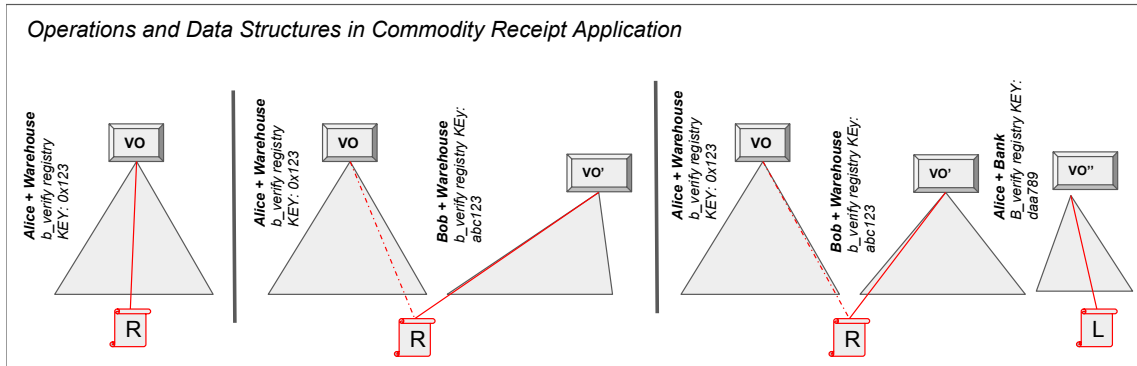 Operations and Data Structures in Commodity Receipt Application
Alice + Warehouse
b_verify registry
KEY: 0x123
VO
R
Alice + Warehouse
b_verify registry
KEY: 0x123
VO
Bob + Warehouse
b_verify registry KEy:
abc123
VO'
R
Alice + Warehouse
b_verify registry
KEY: 0x123
VO
Bob + Warehouse
b_verify registry KEy:
abc123
VO'
R
Alice + Bank
B_verify registry KEY:
daa789
VO"
L